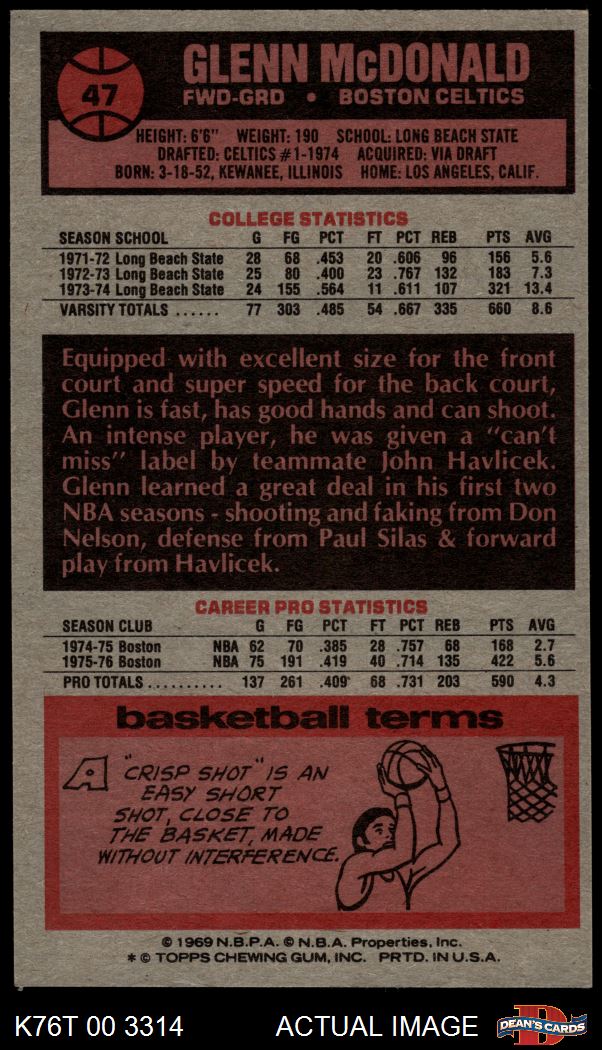 47
GLENN McDONALD
FWD-GRD • BOSTON CELTICS
HEIGHT: 6'6" WEIGHT: 190 SCHOOL: LONG BEACH STATE
DRAFTED: CELTICS #1-1974 ACQUIRED: VIA DRAFT
BORN: 3-18-52, KEWANEE, ILLINOIS HOME: LOS ANGELES, CALIF.
COLLEGE STATISTICS
SEASON SCHOOL G FG PCT FT PCT REB PTS AVG
1971-72 Long Beach State 28 68 .453 20 .606 96 156 5.6
1972-73 Long Beach State 25 80 .400 23 .767 132 183 7.3
1973-74 Long Beach State 24 155 .564 11 .611 107 321 13.4
VARSITY TOTALS ...... 77 303 .485 54 .667 335 660 8.6
Equipped with excellent size for the front
court and super speed for the back court,
Glenn is fast, has good hands and can shoot.
An intense player, he was given a "can't
miss" label by teammate John Havlicek.
Glenn learned a great deal in his first two
NBA seasons - shooting and faking from Don
Nelson, defense from Paul Silas & forward
play from Havlicek.
CAREER PRO STATISTICS
SEASON CLUB G FG PCT FT PCT REB PTS AVG
1974-75 Boston NBA 62 70 .385 28 .757 68 168 2.7
1975-76 Boston NBA 75 191 .419 40 .714 135 422 5.6
PRO TOTALS .......... 137 261 .409 68 .731 203 590 4.3
basketball terms
A "CRISP SHOT" IS AN
EASY SHORT
SHOT, CLOSE TO
THE BASKET, MADE
WITHOUT INTERFERENCE.
© 1969 N.B.P.A. © N.B.A. Properties, Inc.
* © TOPPS CHEWING GUM, INC. PRTD. IN U.S.A.
K76T 00 3314 ACTUAL IMAGE DEAN'S CARDS